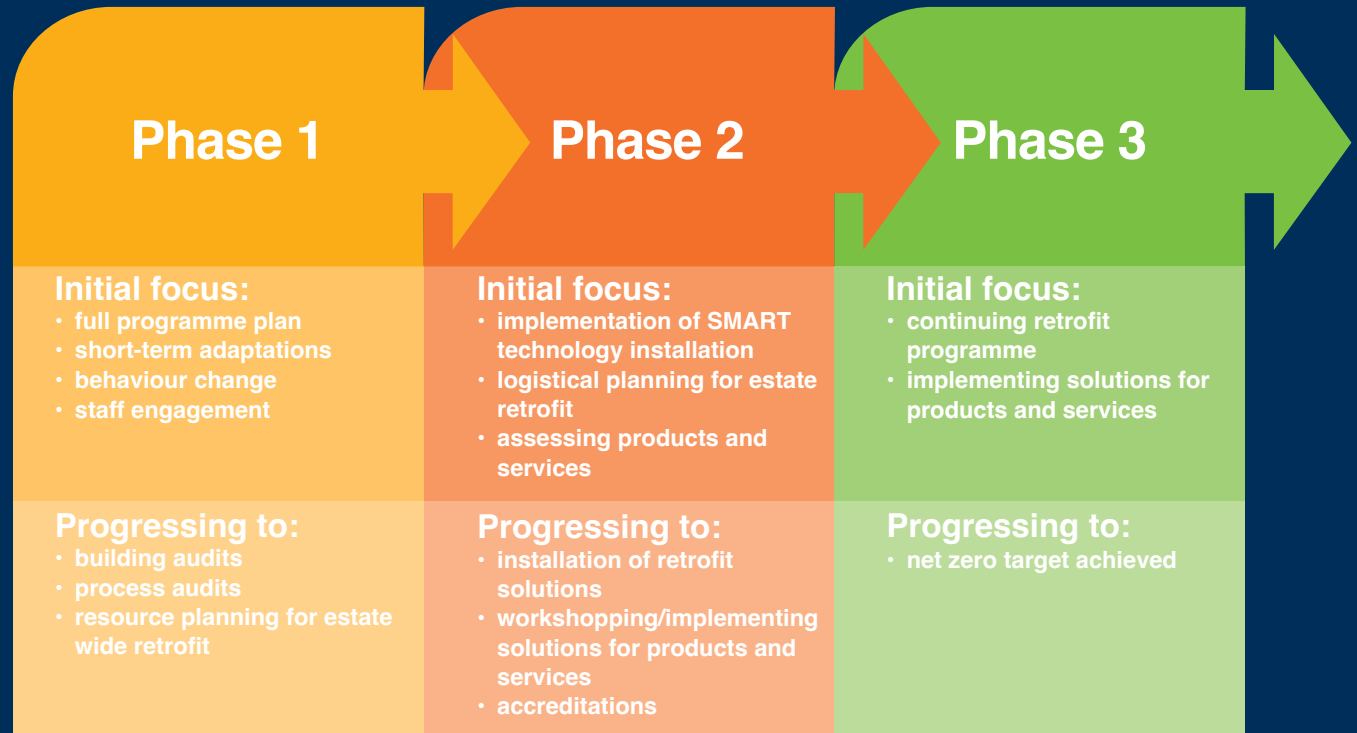 Phase 1
Initial focus:
• full programme plan
• short-term adaptations
• behaviour change
• staff engagement
Progressing to:
• building audits
• process audits
• resource planning for estate
wide retrofit
Phase 2
Initial focus:
• implementation of SMART
technology installation
• logistical planning for estate
retrofit
• assessing products and
services
Progressing to:
• installation of retrofit
solutions
• workshopping/implementing
solutions for products and
services
• accreditations
Phase 3
Initial focus:
• continuing retrofit
programme
• implementing solutions for
products and services
Progressing to:
• net zero target achieved